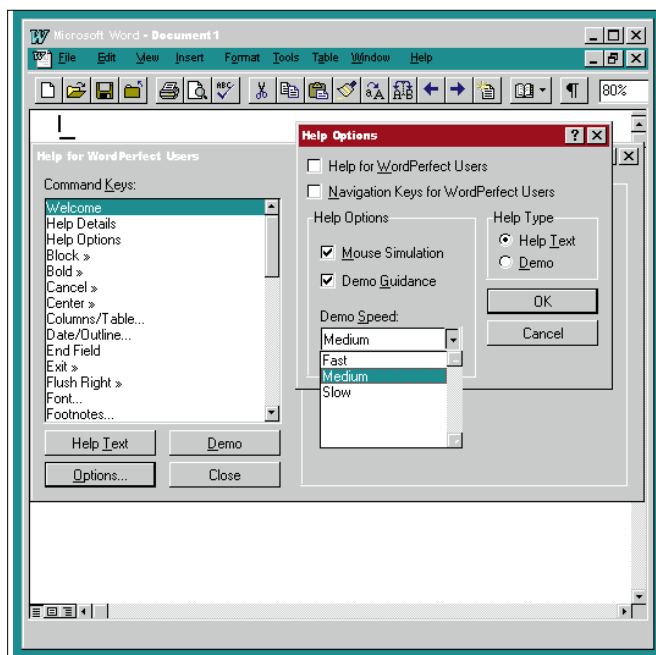 Microsoft Word - Document1
File Edit View Insert Format Tools Table Window Help
ABC
80%
Help for WordPerfect Users
Command Keys:
Welcome
Help Details
Help Options
Block »
Bold »
Cancel »
Center »
Columns/Table...
Date/Outline...
End Field
Exit »
Flush Right »
Font...
Footnotes...
Help Text
Demo
Options...
Close
Help Options
Help for WordPerfect Users
Navigation Keys for WordPerfect Users
Help Options
Mouse Simulation
Demo Guidance
Demo Speed:
Medium
Fast
Medium
Slow
Help Type
Help Text
Demo
OK
Cancel